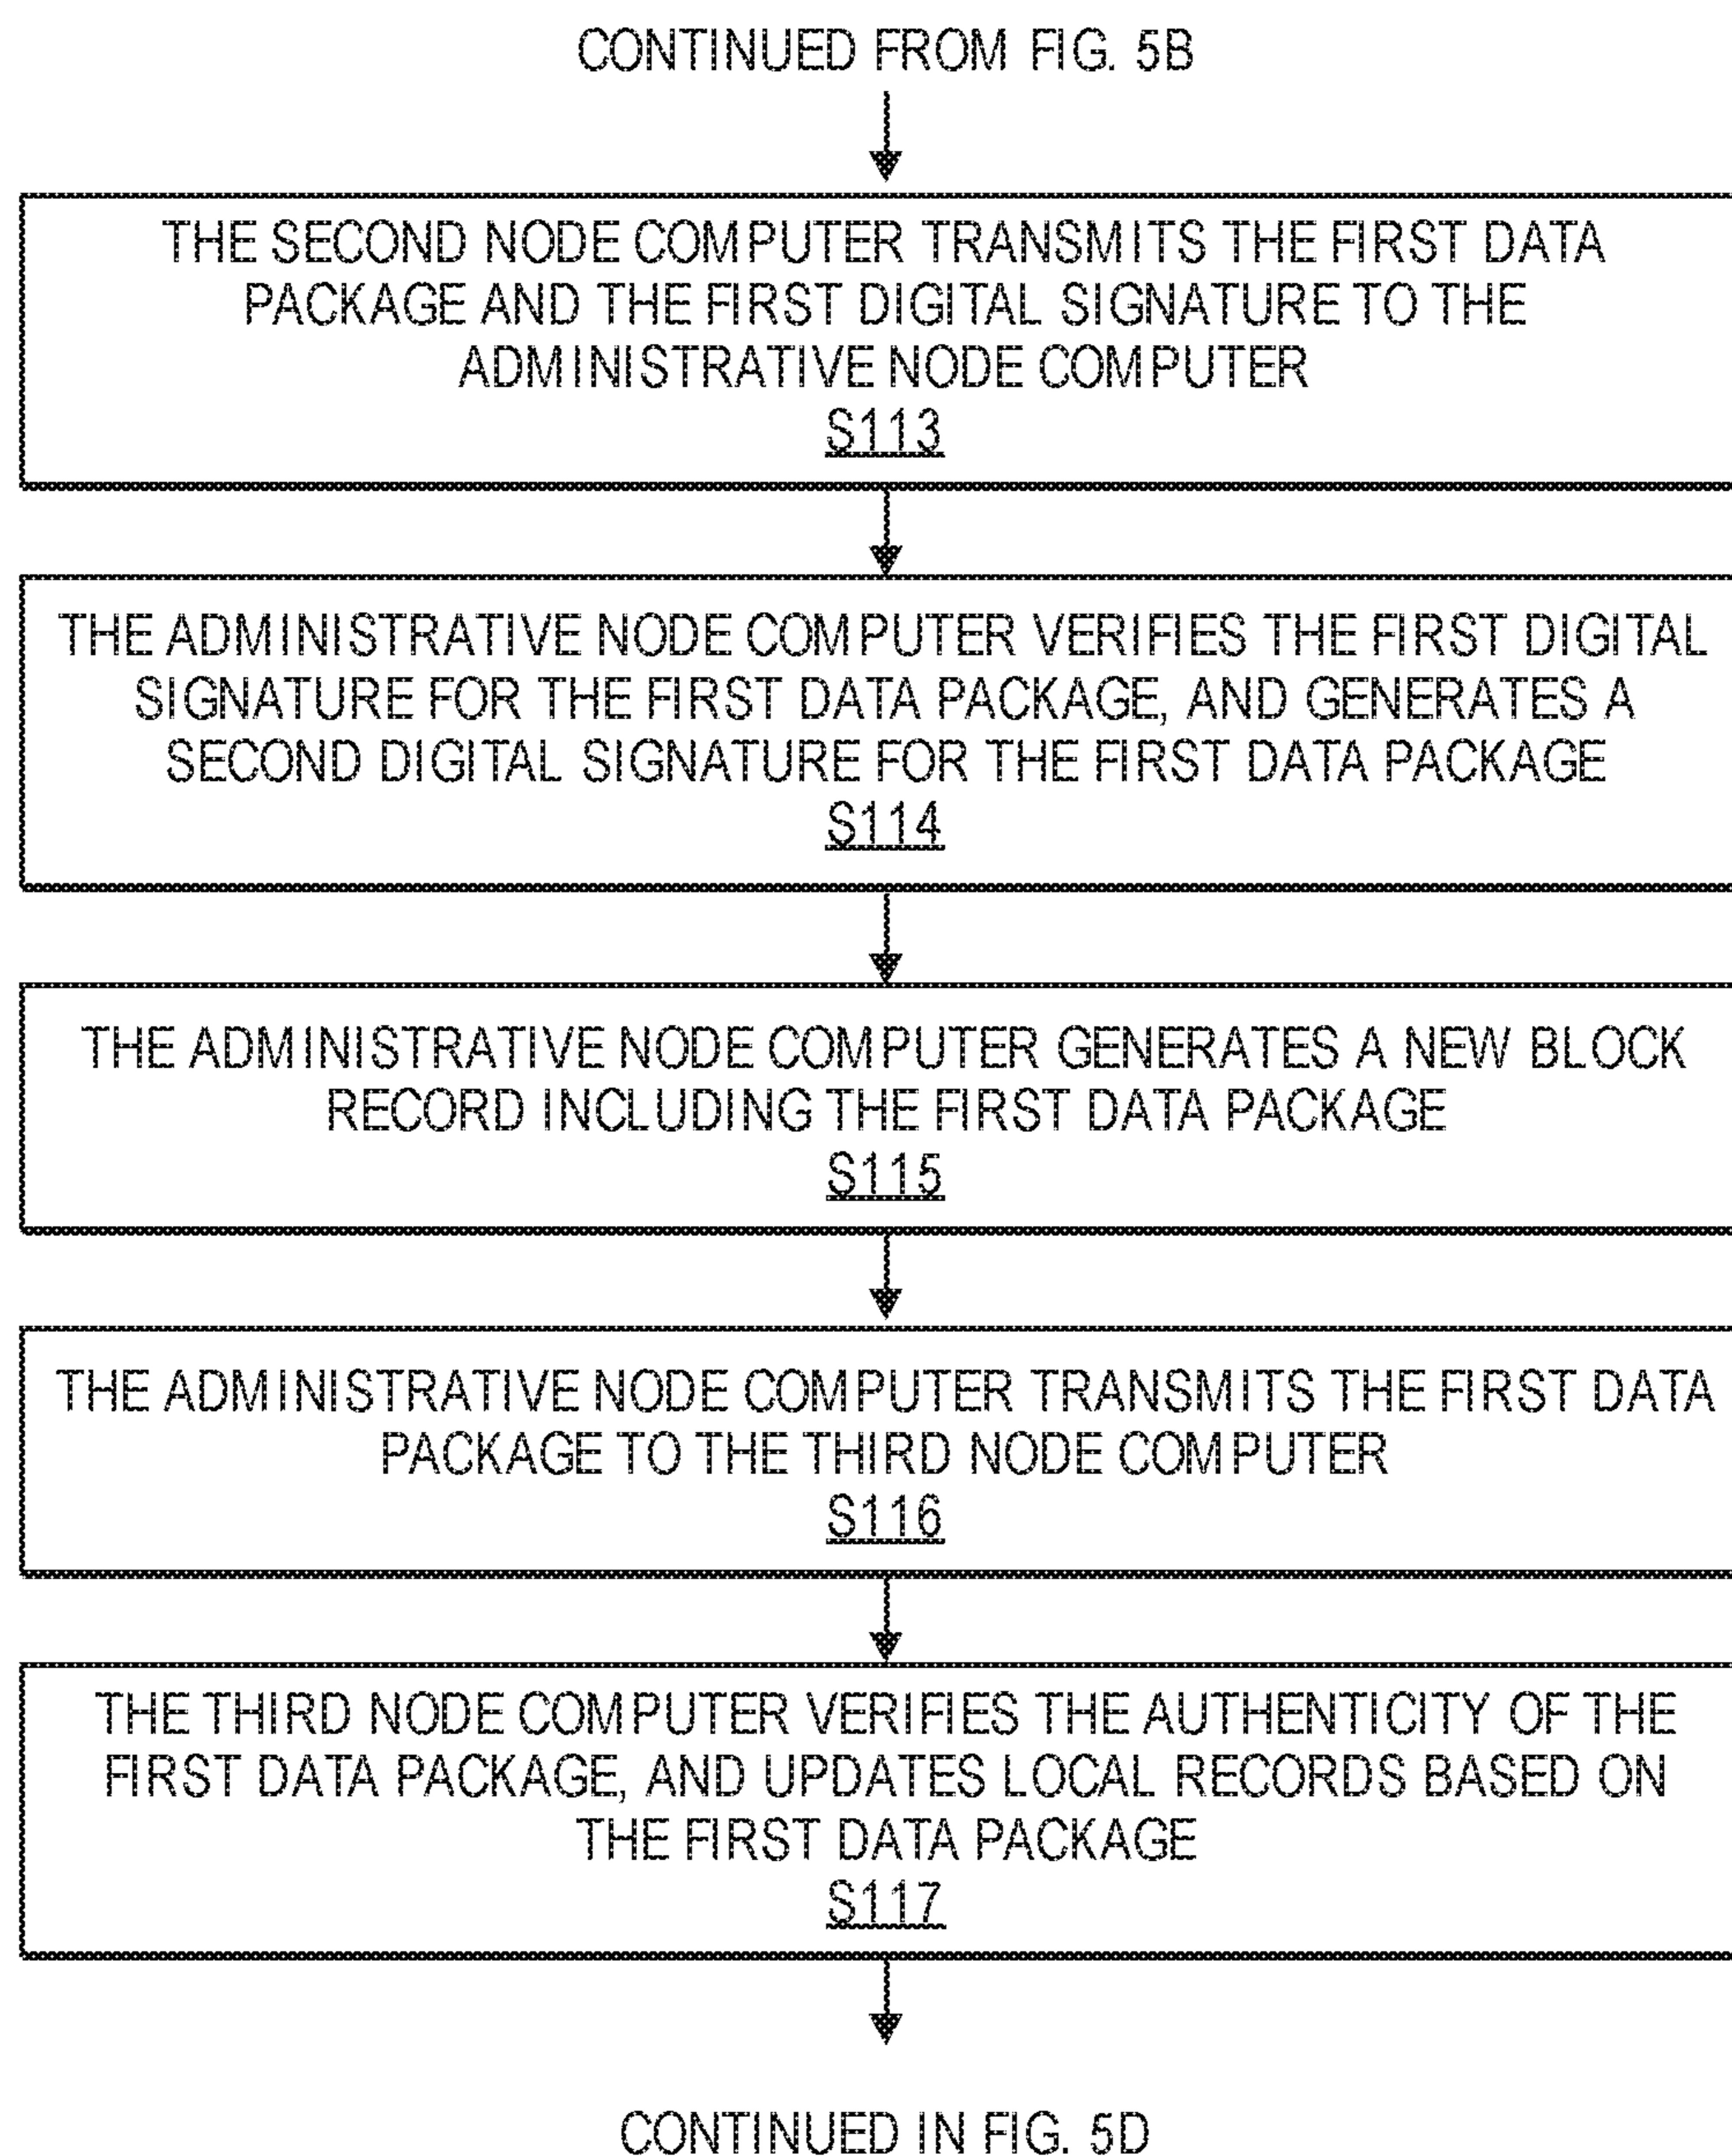 CONTINUED FROM FIG. 5B
THE SECOND NODE COMPUTER TRANSMITS THE FIRST DATA
PACKAGE AND THE FIRST DIGITAL SIGNATURE TO THE
ADMINISTRATIVE NODE COMPUTER
S113
THE ADMINISTRATIVE NODE COMPUTER VERIFIES THE FIRST DIGITAL
SIGNATURE FOR THE FIRST DATA PACKAGE, AND GENERATES A
SECOND DIGITAL SIGNATURE FOR THE FIRST DATA PACKAGE
S114
THE ADMINISTRATIVE NODE COMPUTER GENERATES A NEW BLOCK
RECORD INCLUDING THE FIRST DATA PACKAGE
S115
THE ADMINISTRATIVE NODE COMPUTER TRANSMITS THE FIRST DATA
PACKAGE TO THE THIRD NODE COMPUTER
S116
THE THIRD NODE COMPUTER VERIFIES THE AUTHENTICITY OF THE
FIRST DATA PACKAGE, AND UPDATES LOCAL RECORDS BASED ON
THE FIRST DATA PACKAGE
S117
CONTINUED IN FIG. 5D